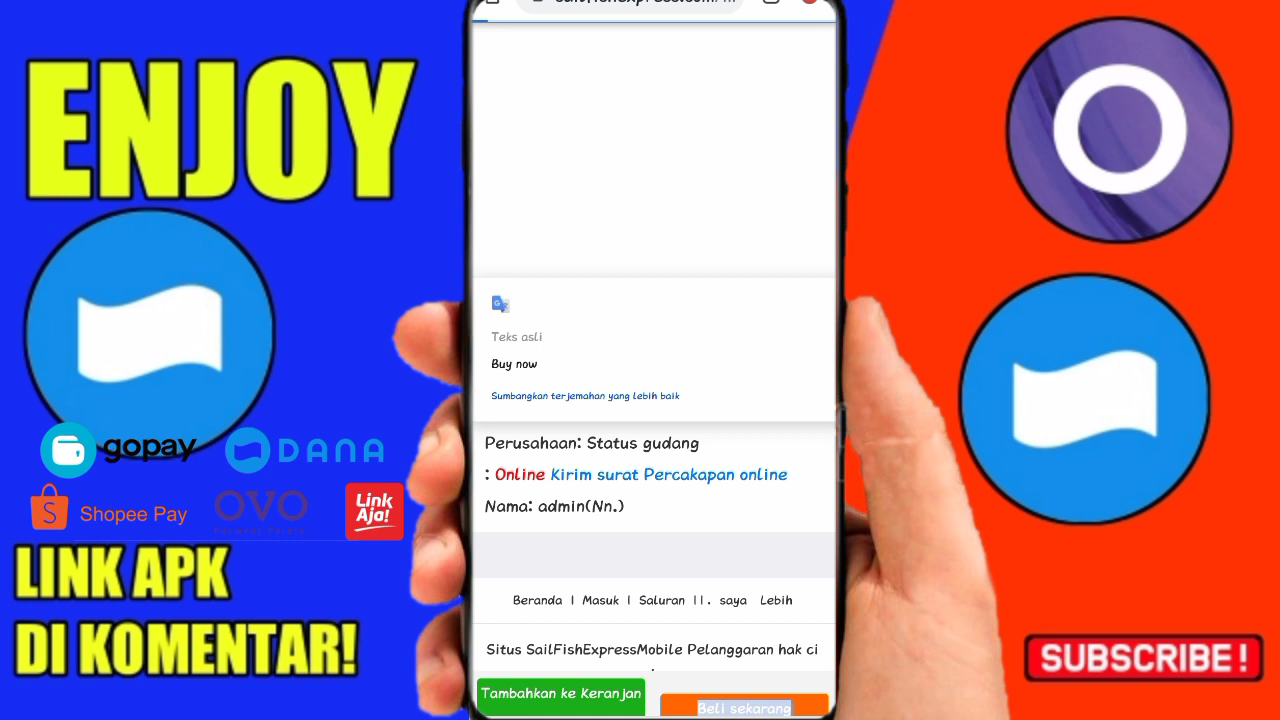 ENJOY
gopay
DANA
Shopee Pay
OVO
Link
Aja!
LINK APK
DI KOMENTAR!
Teks asli
Buy now
Sumbangkan terjemahan yang lebih baik
Perusahaan: Status gudang
: Online Kirim surat Percakapan online
Nama: admin(Nn.)
Beranda | Masuk | Saluran ||. saya Lebih
Situs SailFishExpressMobile Pelanggaran hak ci
Tambahkan ke Keranjan
Beli sekarang
SUBSCRIBE !